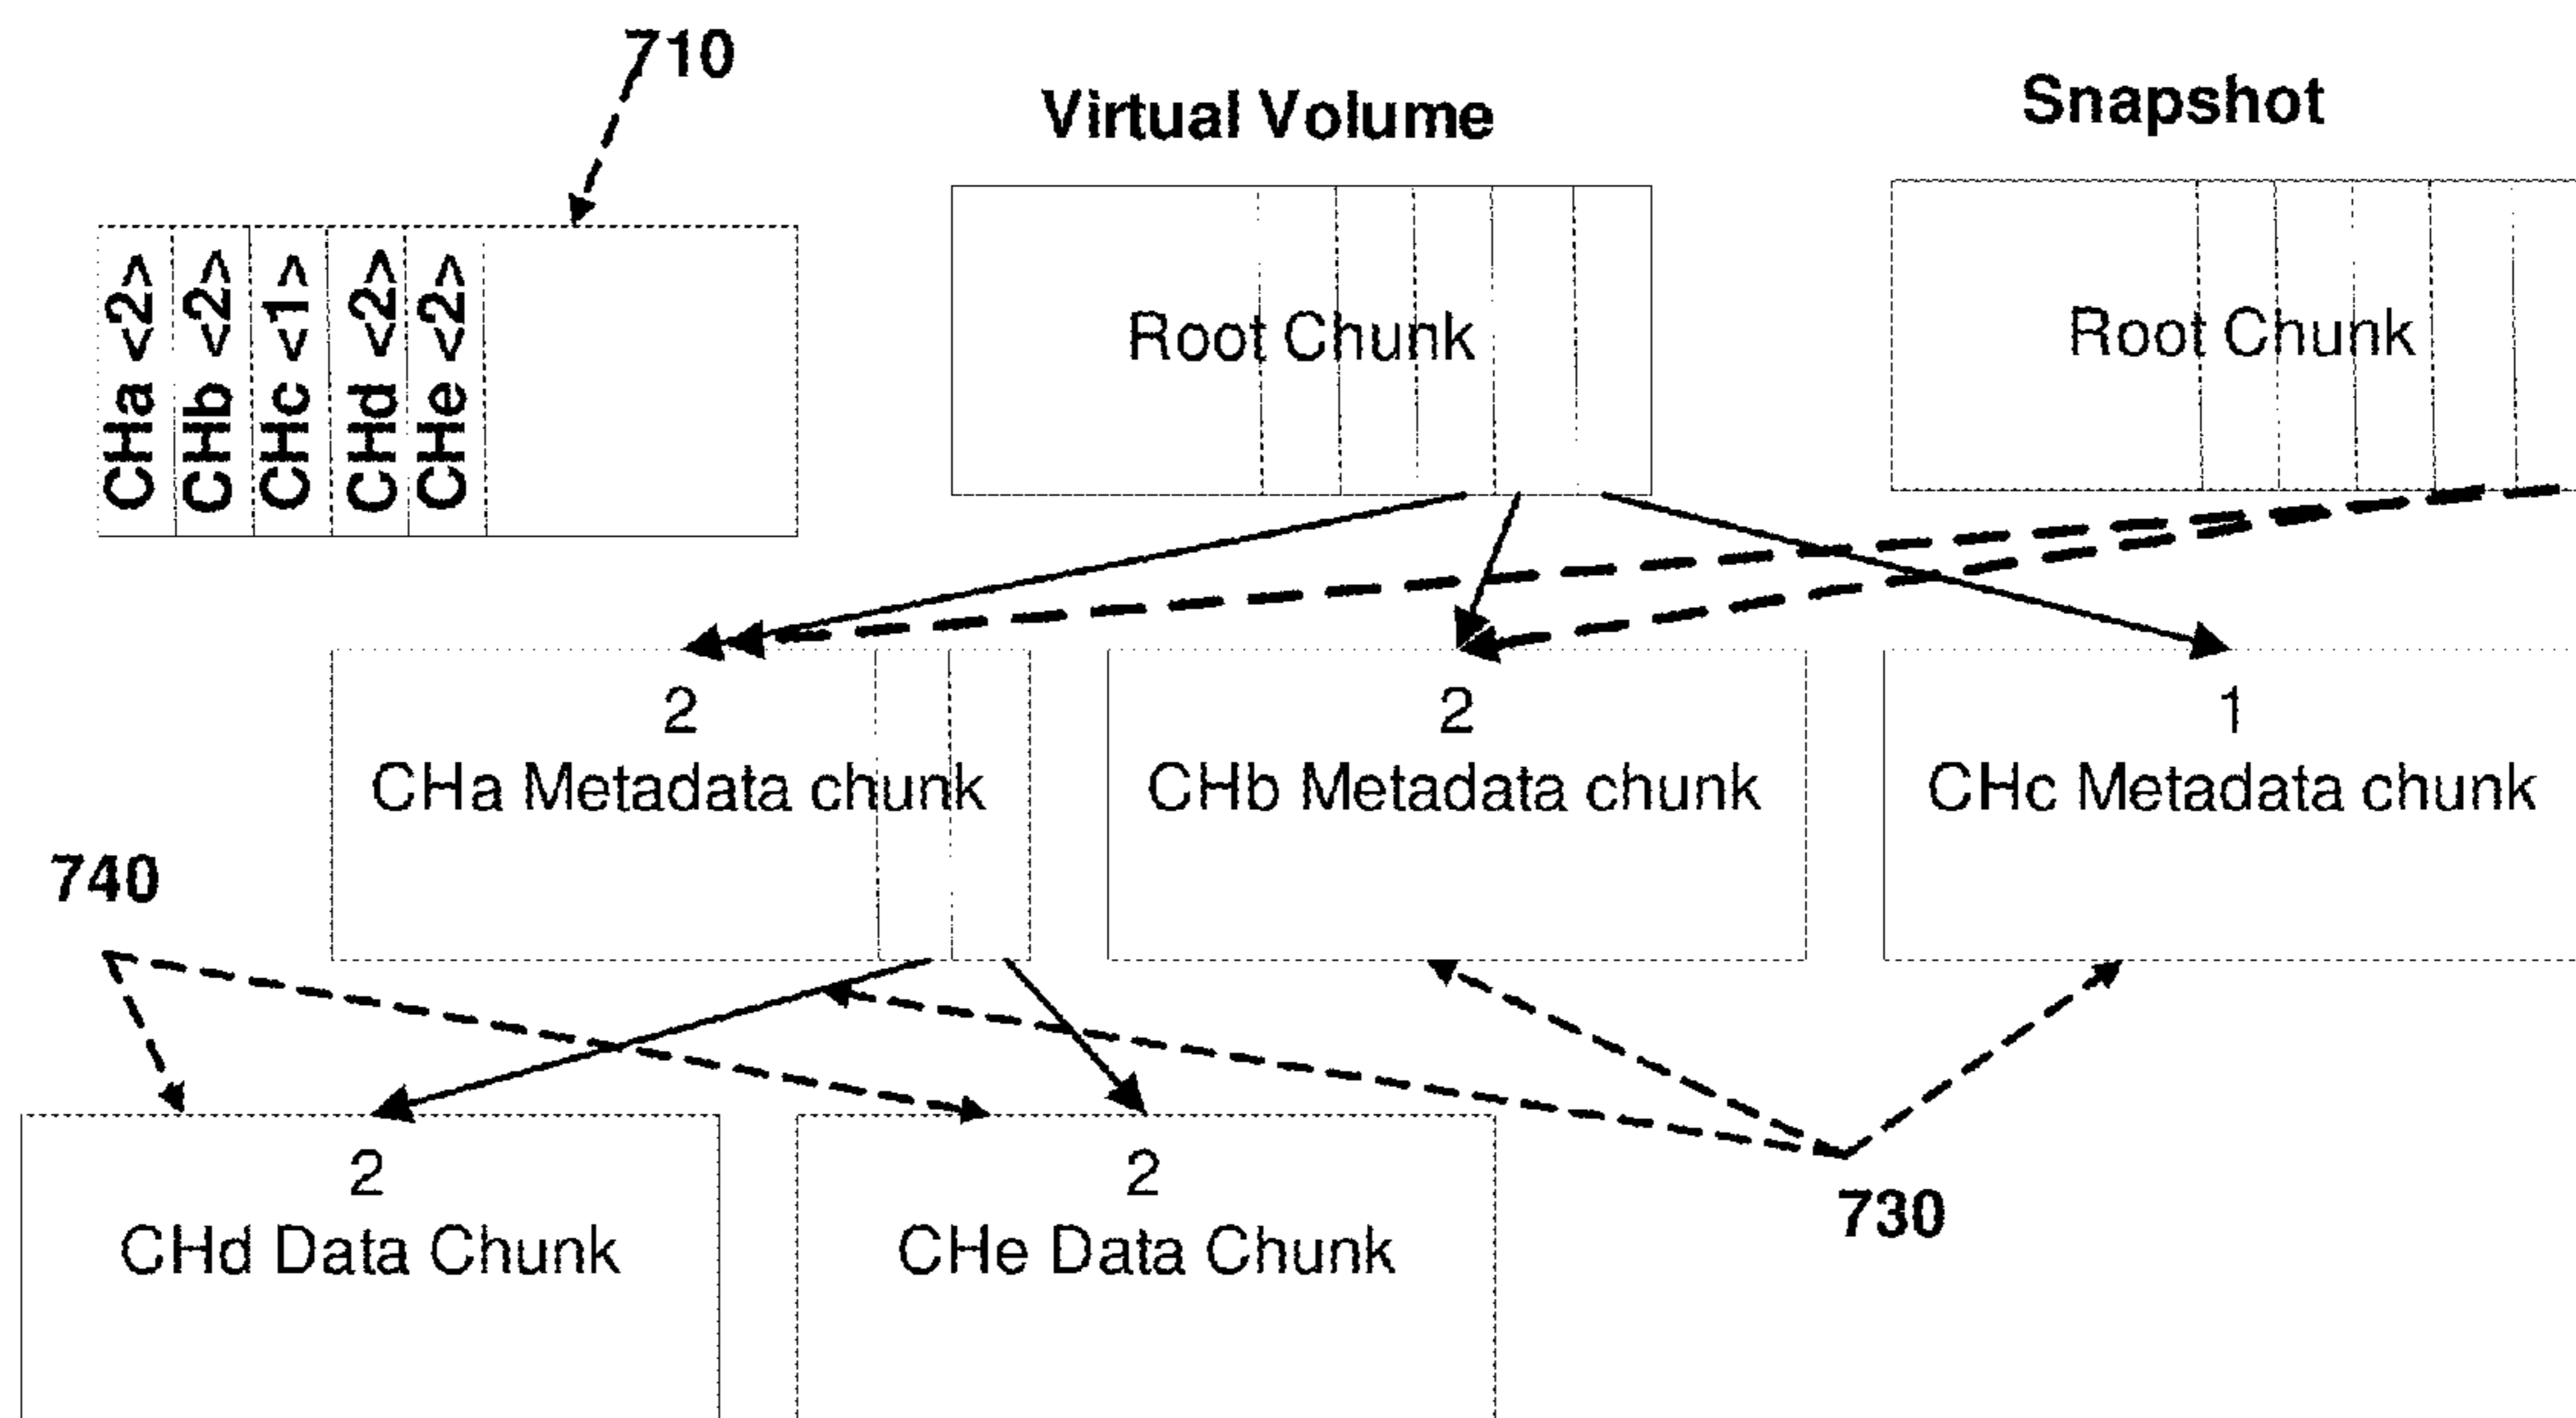 710
Virtual Volume
Snapshot
CHa <2>
CHb <2>
CHc <1>
CHd <2>
CHe <2>
Root Chunk
Root Chunk
2
CHa Metadata chunk
2
CHb Metadata chunk
1
CHc Metadata chunk
740
2
CHd Data Chunk
2
CHe Data Chunk
730